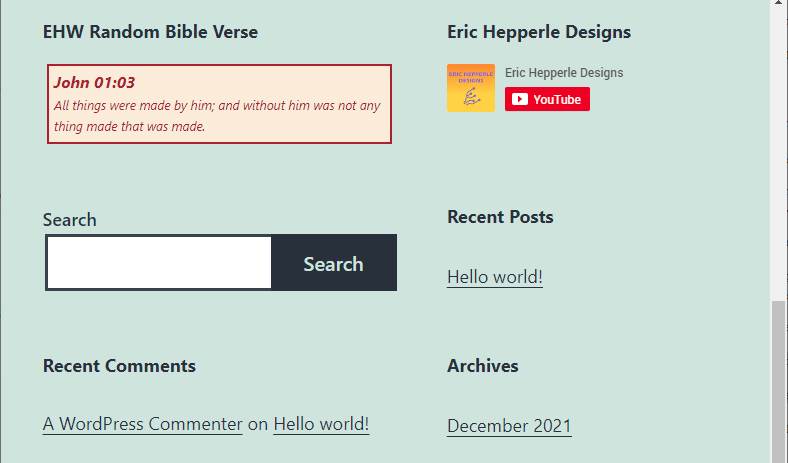 EHW Random Bible Verse
John 01:03
All things were made by him; and without him was not any
thing made that was made.
Eric Hepperle Designs
ERIC HEPPERLE
DESIGNS
Eric Hepperle Designs
YouTube
Search
Search
Recent Posts
Hello world!
Recent Comments
A WordPress Commenter on Hello world!
Archives
December 2021